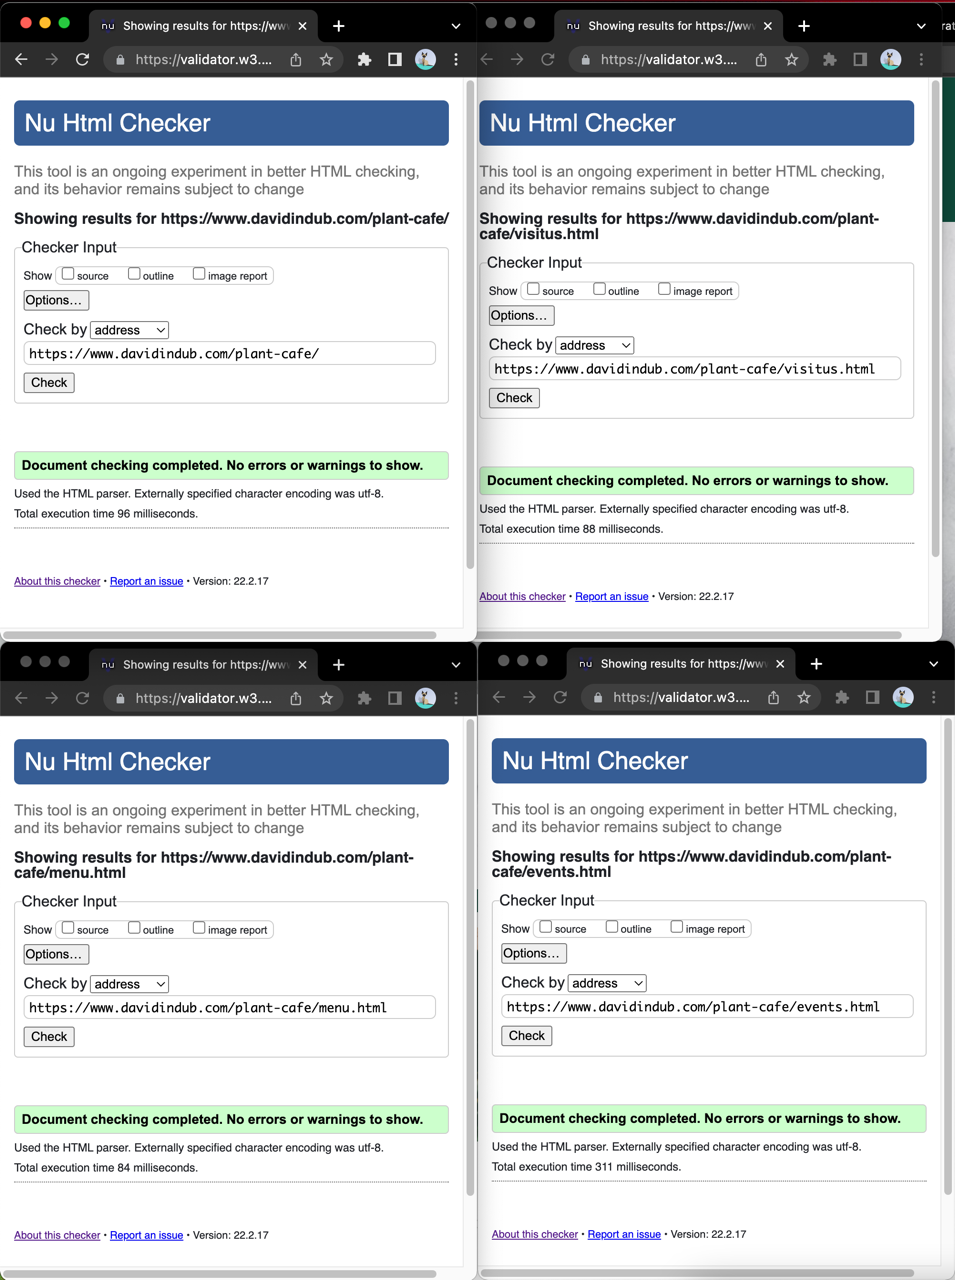 Showing results for https://ww
https://validator.w3....
Nu Html Checker
This tool is an ongoing experiment in better HTML checking,
and its behavior remains subject to change
Showing results for https://www.davidindub.com/plant-cafe/
Checker Input
Show source outline image report
Options...
Check by address
https://www.davidindub.com/plant-cafe/
Check
Document checking completed. No errors or warnings to show.
Used the HTML parser. Externally specified character encoding was utf-8.
Total execution time 96 milliseconds.
About this checker • Report an issue • Version: 22.2.17
Showing results for https://ww
https://validator.w3....
Nu Html Checker
This tool is an ongoing experiment in better HTML checking,
and its behavior remains subject to change
Showing results for https://www.davidindub.com/plant-
cafe/visitus.html
Checker Input
Show source outline image report
Options...
Check by address
https://www.davidindub.com/plant-cafe/visitus.html
Check
Document checking completed. No errors or warnings to show.
Used the HTML parser. Externally specified character encoding was utf-8.
Total execution time 88 milliseconds.
About this checker • Report an issue • Version: 22.2.17
Showing results for https://ww
https://validator.w3....
Nu Html Checker
This tool is an ongoing experiment in better HTML checking,
and its behavior remains subject to change
Showing results for https://www.davidindub.com/plant-
cafe/menu.html
Checker Input
Show source outline image report
Options...
Check by address
https://www.davidindub.com/plant-cafe/menu.html
Check
Document checking completed. No errors or warnings to show.
Used the HTML parser. Externally specified character encoding was utf-8.
Total execution time 84 milliseconds.
About this checker • Report an issue • Version: 22.2.17
Showing results for https://ww
https://validator.w3....
Nu Html Checker
This tool is an ongoing experiment in better HTML checking,
and its behavior remains subject to change
Showing results for https://www.davidindub.com/plant-
cafe/events.html
Checker Input
Show source outline image report
Options...
Check by address
https://www.davidindub.com/plant-cafe/events.html
Check
Document checking completed. No errors or warnings to show.
Used the HTML parser. Externally specified character encoding was utf-8.
Total execution time 311 milliseconds.
About this checker • Report an issue • Version: 22.2.17